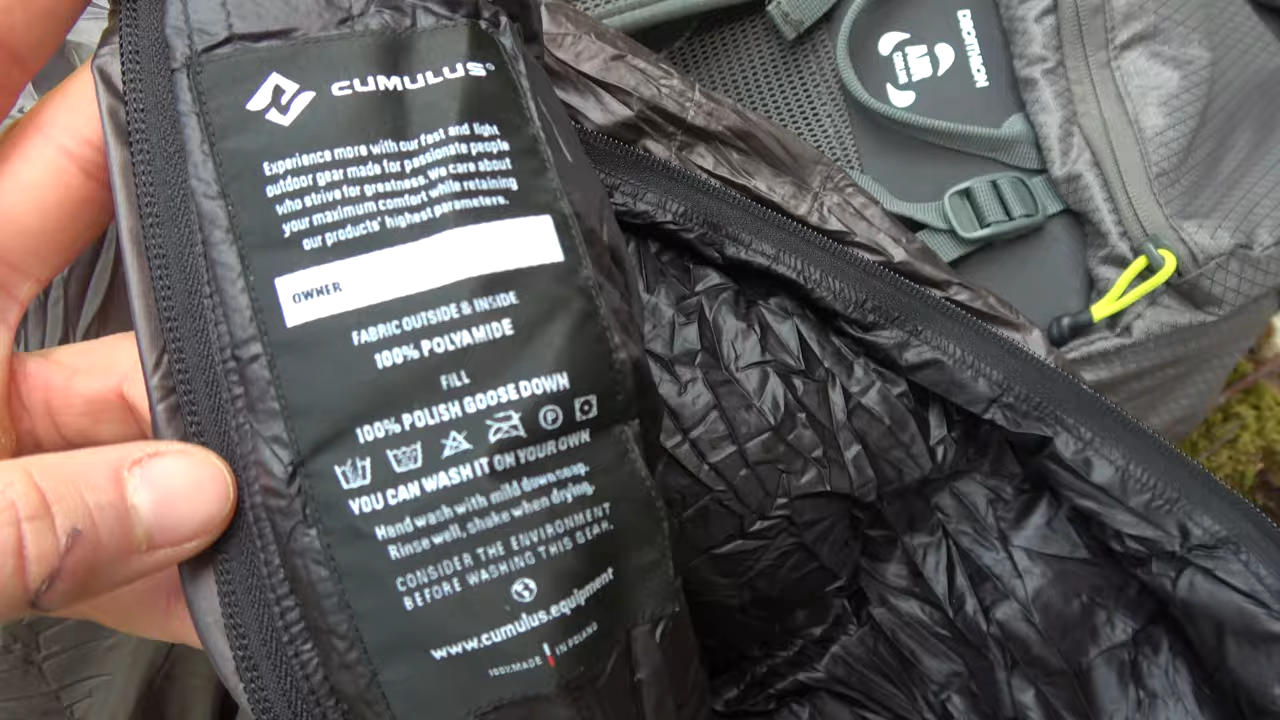 CUMULUS®
Experience more with our fast and light
outdoor gear made for passionate people
who strive for greatness. We care about
your maximum comfort while retaining
our products' highest parameters.
OWNER
FABRIC OUTSIDE & INSIDE
100% POLYAMIDE
FILL
100% POLISH GOOSE DOWN
P
YOU CAN WASH IT ON YOUR OWN
Hand wash with mild down soap.
Rinse well, shake when drying.
CONSIDER THE ENVIRONMENT
BEFORE WASHING THIS GEAR.
www.cumulus.equipment
100% MADE IN POLAND
DECATHLON
AIR
COOLING